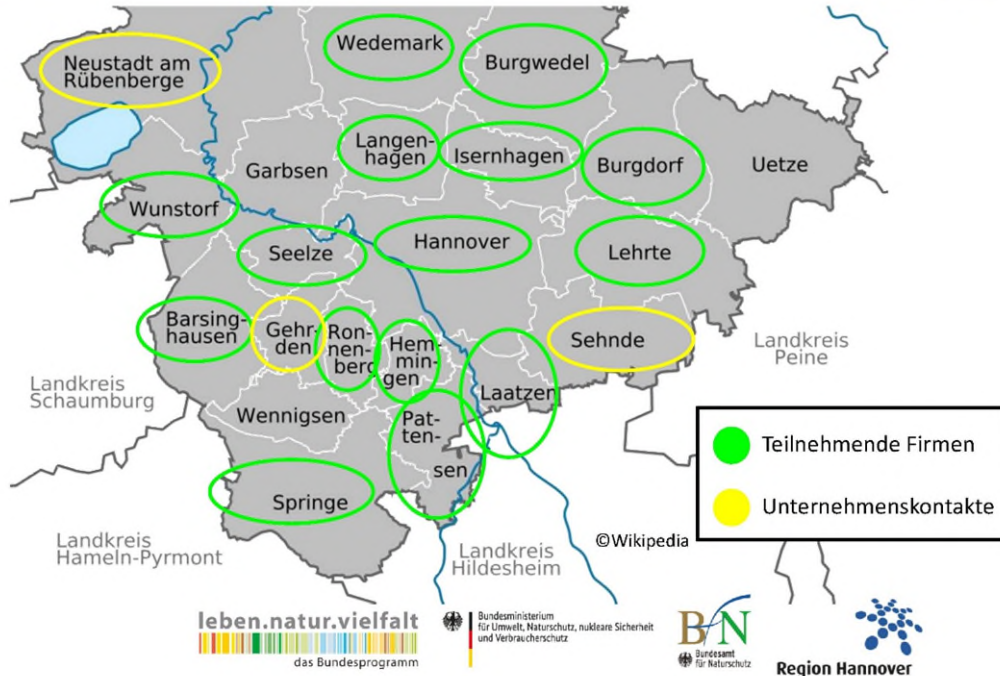 Wedemark
Neustadt am
Rübenberge
Burgwedel
Langen-
hagen
Isernhagen
Burgdorf
Garbsen
Uetze
Wunstorf
Seelze
Hannover
Lehrte
Barsing-
hausen
Gehr-
den
Ron-
nen-
berg
Hem-
min-
gen
Sehnde
Landkreis
Peine
Landkreis
Schaumburg
Wennigsen
Laatzen
Pat-
ten-
sen
Springe
Teilnehmende Firmen
Unternehmenskontakte
Landkreis
Hameln-Pyrmont
Landkreis
Hildesheim
©Wikipedia
leben.natur.vielfalt
das Bundesprogramm
Bundesministerium
für Umwelt, Naturschutz, nukleare Sicherheit
und Verbraucherschutz
BfN
Bundesamt
für Naturschutz
Region Hannover